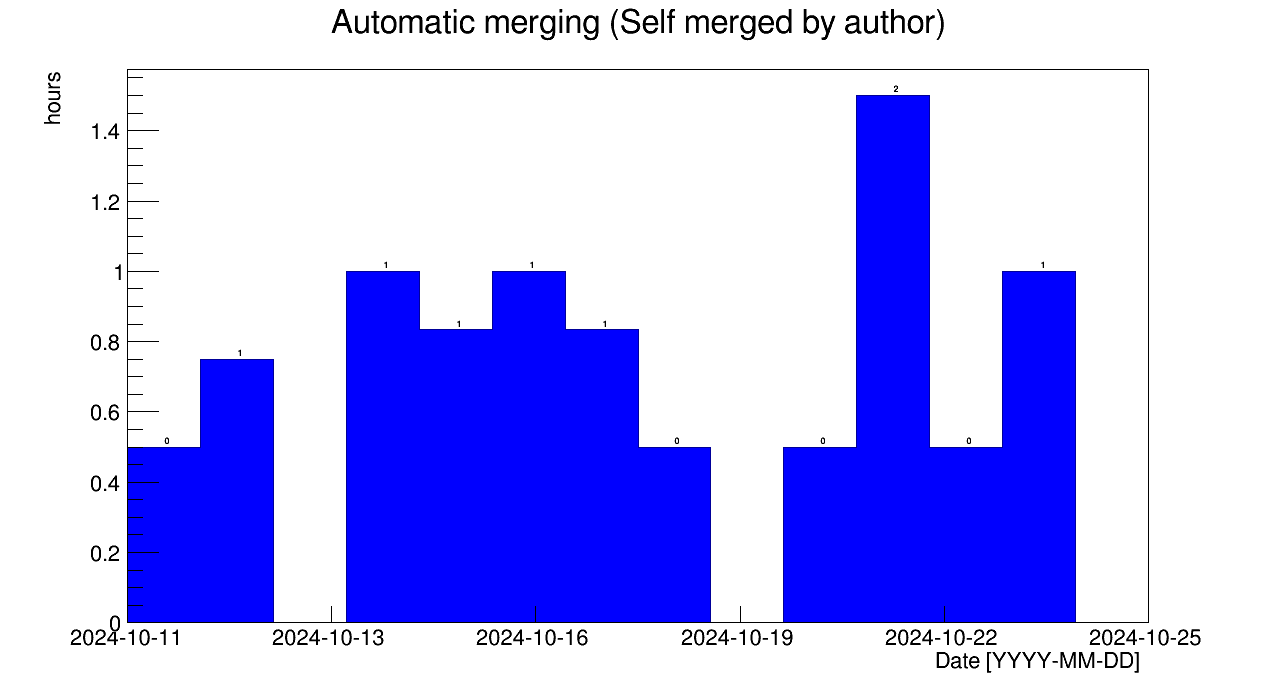 Automatic merging (Self merged by author)
hours
1.4
1.2
1
0.8
0.6
0.4
0.2
0
0 1 1 1 1 1 0 0 2 0 1
2024-10-11 2024-10-13 2024-10-16 2024-10-19 2024-10-22 2024-10-25
Date [YYYY-MM-DD]